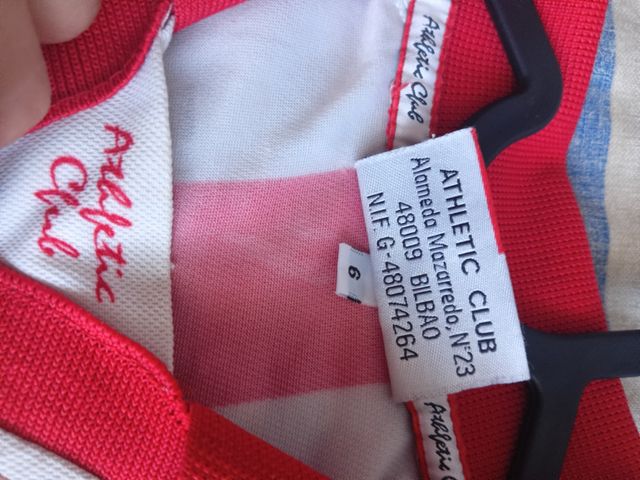 Athletic Club
Athletic
Club
ATHLETIC CLUB
Alameda Mazarredo, Nº23
48009 BILBAO
N.I.F. G-48074264
6
Athletic Club